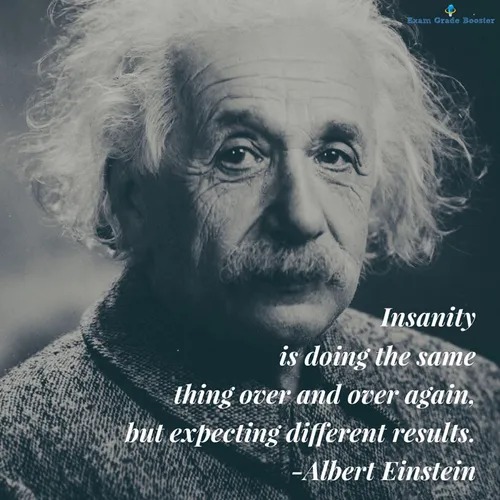 Exam Grade Booster
Insanity
is doing the same
thing over and over again,
but expecting different results.
-Albert Einstein